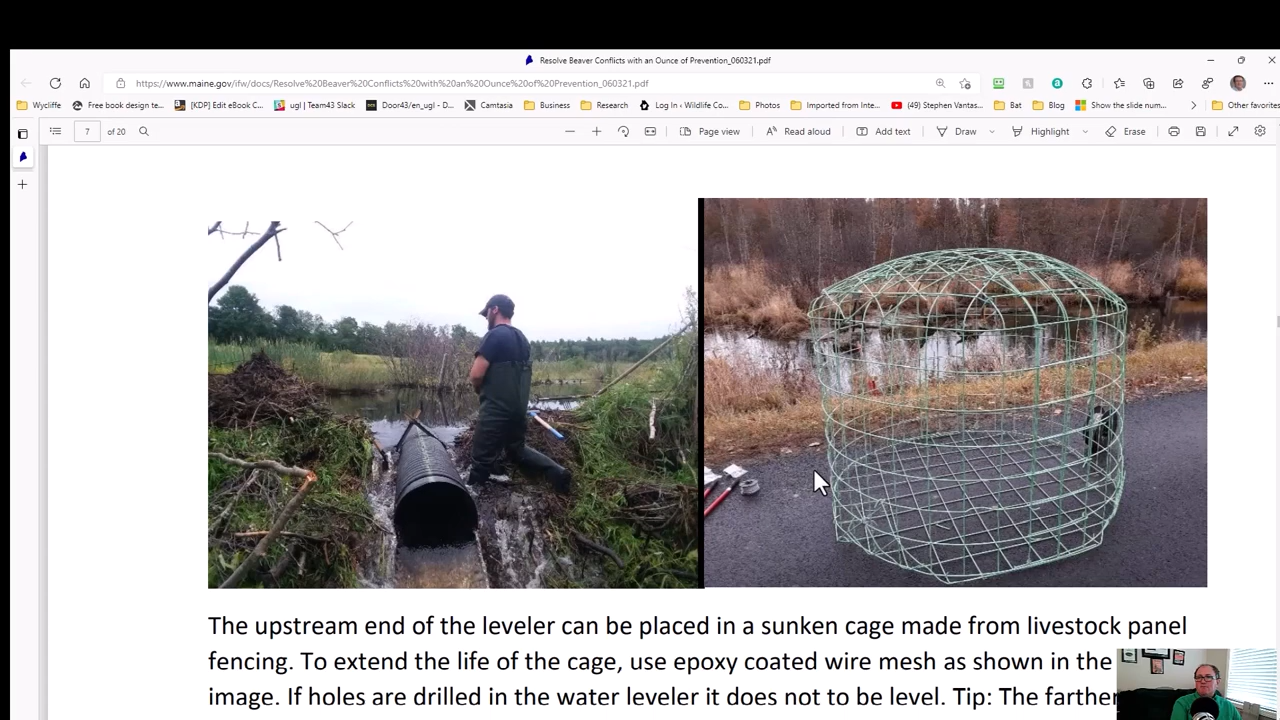 Resolve Beaver Conflicts with an Ounce of Prevention_060321.pdf
https://www.maine.gov/ifw/docs/Resolve%20Beaver%20Conflicts%20with%20an%20Ounce%20of%20Prevention_060321.pdf
Wycliffe Free book design te... [KDP] Edit eBook C... ugl | Team43 Slack Door43/en_ugl - D... Camtasia Business Research Log In ‹ Wildlife Co... Photos Imported from Inte... (49) Stephen Vantas... Bat Blog Show the slide num... Other favorites
7 of 20 Page view Read aloud Add text Draw Highlight Erase
The upstream end of the leveler can be placed in a sunken cage made from livestock panel
fencing. To extend the life of the cage, use epoxy coated wire mesh as shown in the
image. If holes are drilled in the water leveler it does not to be level. Tip: The farther